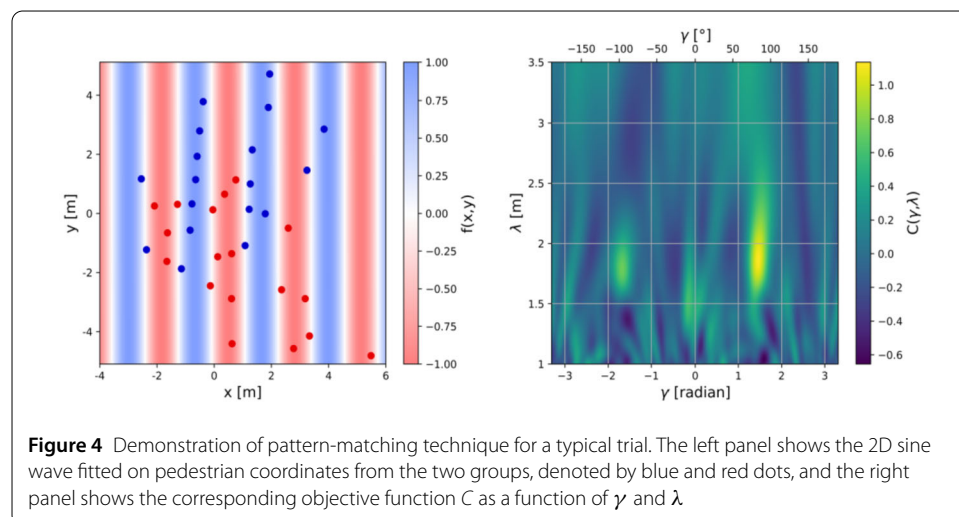 γ [°]
−150 −100 −50 0 50 100 150
4
2
0
−2
−4
y [m]
−4 −2 0 2 4 6
x [m]
1.00
0.75
0.50
0.25
0.00
−0.25
−0.50
−0.75
−1.00
f(x,y)
3.5
3
2.5
2
1.5
1
λ [m]
−3 −2 −1 0 1 2 3
γ [radian]
1.0
0.8
0.6
0.4
0.2
0.0
−0.2
−0.4
−0.6
C(γ,λ)
Figure 4 Demonstration of pattern-matching technique for a typical trial. The left panel shows the 2D sine
wave fitted on pedestrian coordinates from the two groups, denoted by blue and red dots, and the right
panel shows the corresponding objective function C as a function of γ and λ